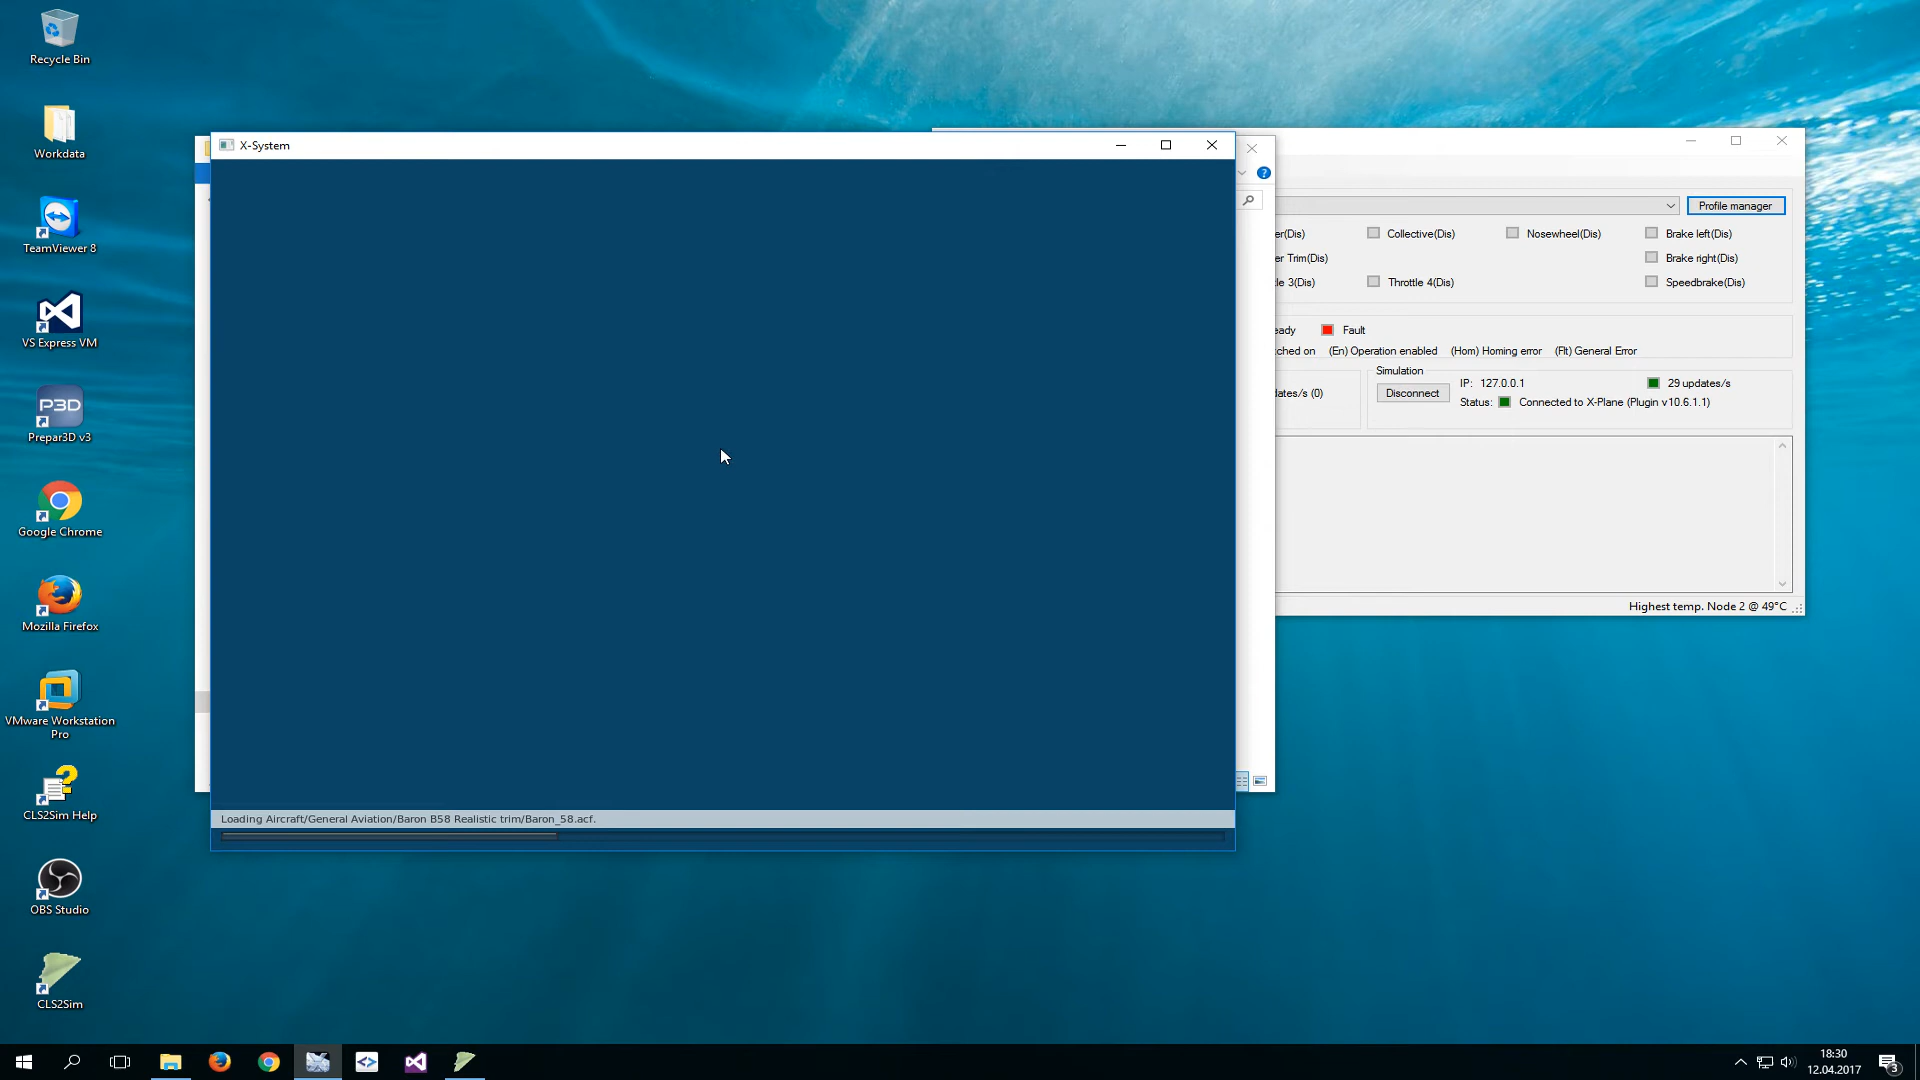 Recycle Bin
Workdata
TeamViewer 8
VS Express VM
P3D
Prepar3D v3
Google Chrome
Mozilla Firefox
VMware Workstation
Pro
CLS2Sim Help
OBS Studio
CLS2Sim
X-System
Loading Aircraft/General Aviation/Baron B58 Realistic trim/Baron_58.acf.
Profile manager
er(Dis)
Collective(Dis)
Nosewheel(Dis)
Brake left(Dis)
er Trim(Dis)
Brake right(Dis)
le 3(Dis)
Throttle 4(Dis)
Speedbrake(Dis)
eady
Fault
tched on (En) Operation enabled (Hom) Homing error (Flt) General Error
Simulation
dates/s (0)
Disconnect
IP: 127.0.0.1
29 updates/s
Status: Connected to X-Plane (Plugin v10.6.1.1)
Highest temp. Node 2 @ 49°C
18:30
12.04.2017
3